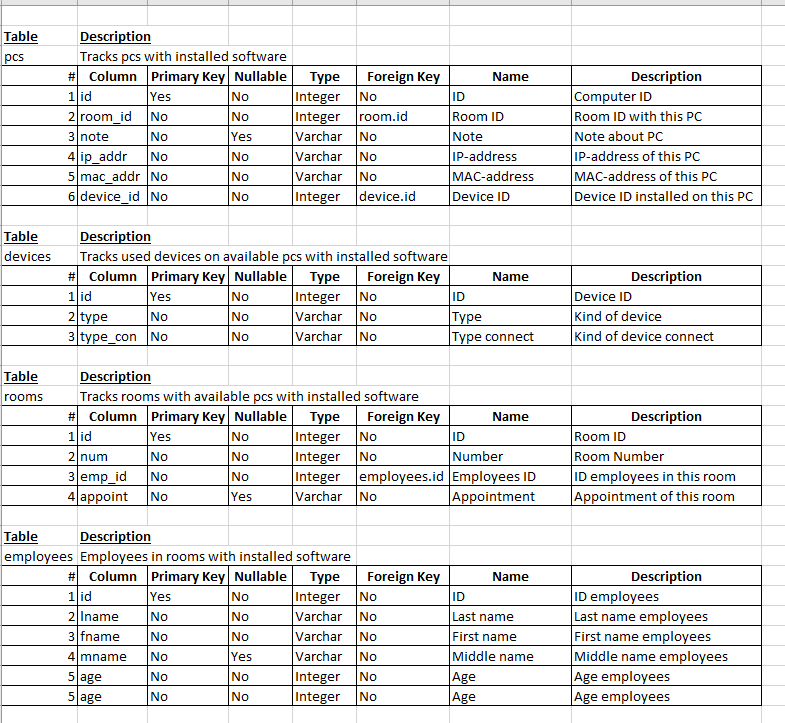 Table Description
pcs Tracks pcs with installed software
# Column Primary Key Nullable Type Foreign Key Name Description
1 id Yes No Integer No ID Computer ID
2 room_id No No Integer room.id Room ID Room ID with this PC
3 note No Yes Varchar No Note Note about PC
4 ip_addr No No Varchar No IP-address IP-address of this PC
5 mac_addr No No Varchar No MAC-address MAC-address of this PC
6 device_id No No Integer device.id Device ID Device ID installed on this PC
Table Description
devices Tracks used devices on available pcs with installed software
# Column Primary Key Nullable Type Foreign Key Name Description
1 id Yes No Integer No ID Device ID
2 type No No Varchar No Type Kind of device
3 type_con No No Varchar No Type connect Kind of device connect
Table Description
rooms Tracks rooms with available pcs with installed software
# Column Primary Key Nullable Type Foreign Key Name Description
1 id Yes No Integer No ID Room ID
2 num No No Integer No Number Room Number
3 emp_id No No Integer employees.id Employees ID ID employees in this room
4 appoint No Yes Varchar No Appointment Appointment of this room
Table Description
employees Employees in rooms with installed software
# Column Primary Key Nullable Type Foreign Key Name Description
1 id Yes No Integer No ID ID employees
2 lname No No Varchar No Last name Last name employees
3 fname No No Varchar No First name First name employees
4 mname No Yes Varchar No Middle name Middle name employees
5 age No No Integer No Age Age employees
5 age No No Integer No Age Age employees